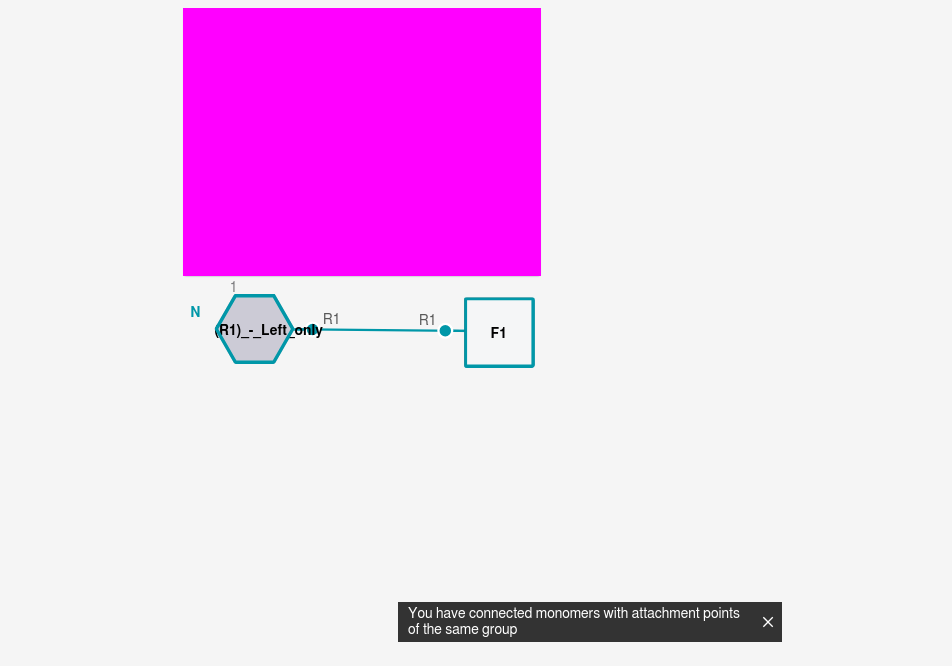 1
N
(R1)_-_Left_only
R1
R1
F1
You have connected monomers with attachment points
of the same group